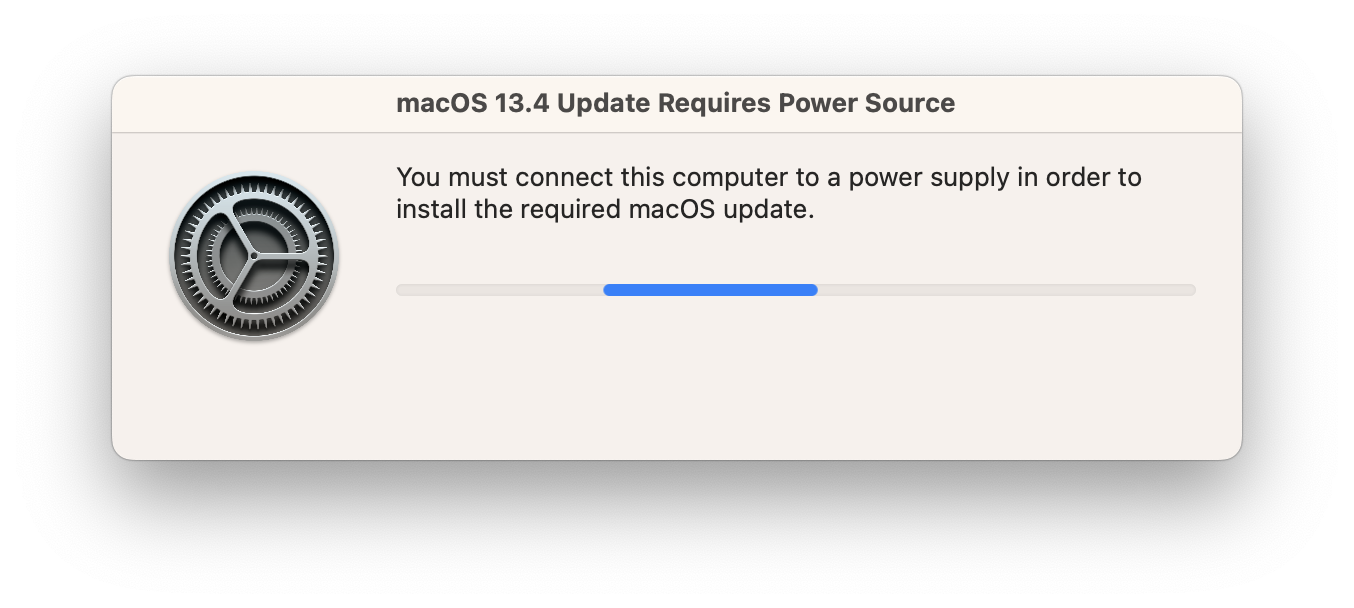 macOS 13.4 Update Requires Power Source
You must connect this computer to a power supply in order to
install the required macOS update.